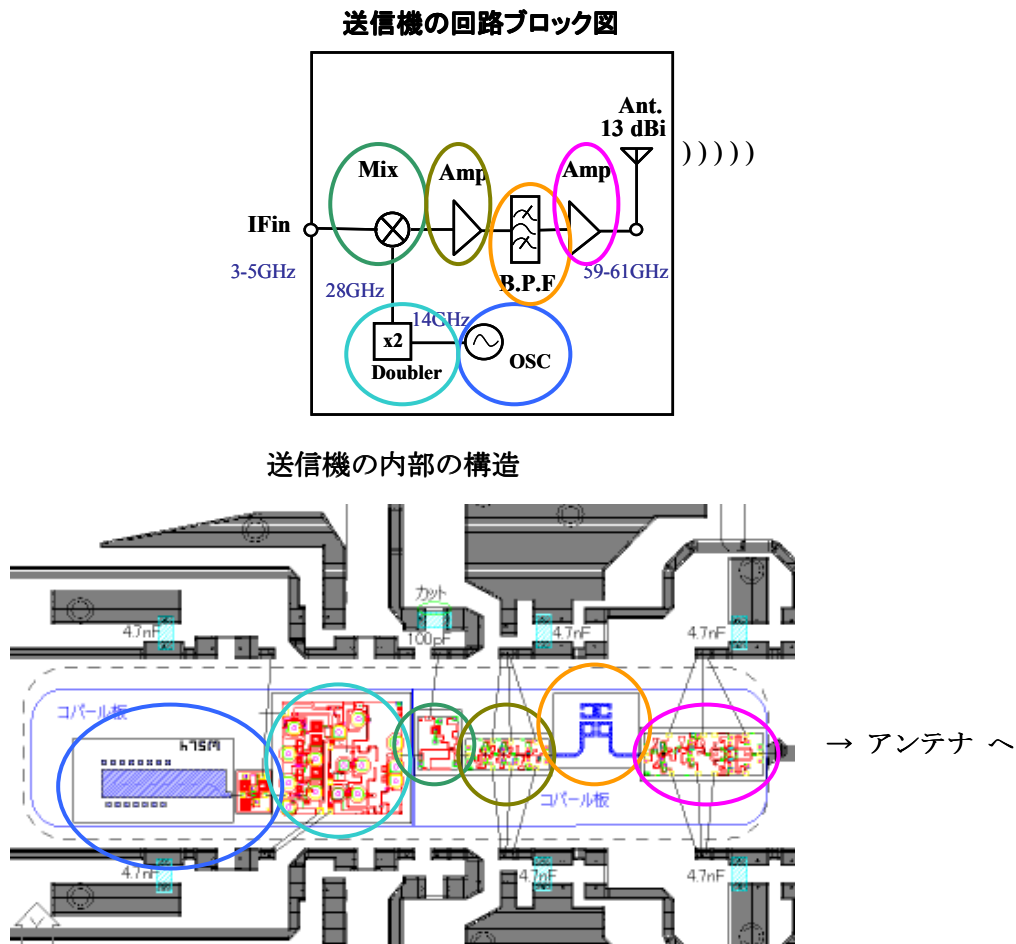 送信機の回路ブロック図
Ant.
13 dBi
)))))
Mix
Amp
Amp
IFin
3-5GHz
28GHz
B.P.F
59-61GHz
14GHz
x2
Doubler
OSC
送信機の内部の構造
カット
4.7nF
100pF
4.7nF
4.7nF
コバール板
→ アンテナ へ
コバール板
4.7nF
4.7nF
4.7nF